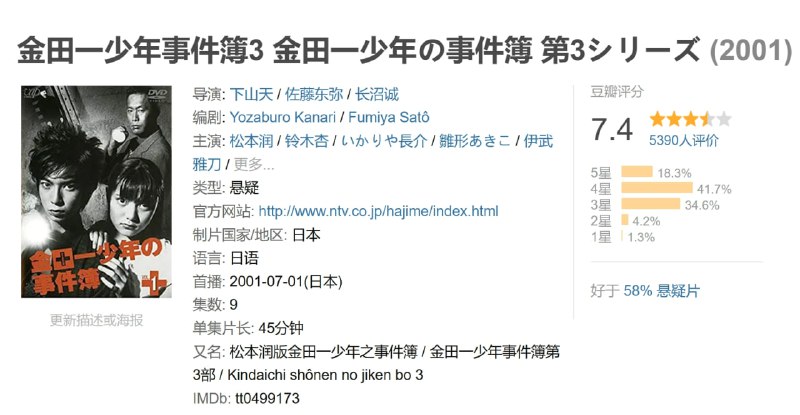 金田一少年事件簿3 金田一少年の事件簿 第3シリーズ (2001)
DVD
金田一少年の
事件簿
VOL
1
更新描述或海报
导演: 下山天 / 佐藤东弥 / 长沼诚
编剧: Yozaburo Kanari / Fumiya Satô
主演: 松本润 / 铃木杏 / いかりや長介 / 雛形あきこ / 伊武
雅刀 / 更多...
类型: 悬疑
官方网站: http://www.ntv.co.jp/hajime/index.html
制片国家/地区: 日本
语言: 日语
首播: 2001-07-01(日本)
集数: 9
单集片长: 45分钟
又名: 松本润版金田一少年之事件簿 / 金田一少年事件簿第
3部 / Kindaichi shônen no jiken bo 3
IMDb: tt0499173
豆瓣评分
7.4
5390人评价
5星 18.3%
4星 41.7%
3星 34.6%
2星 4.2%
1星 1.3%
好于 58% 悬疑片